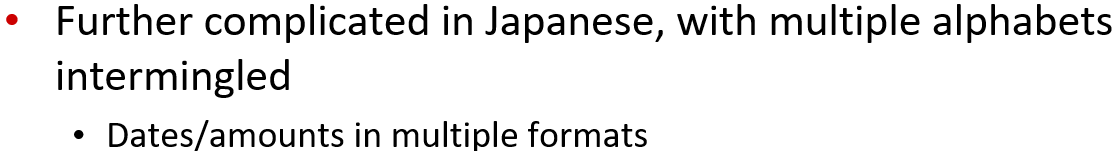 • Further complicated in Japanese, with multiple alphabets
intermingled
• Dates/amounts in multiple formats